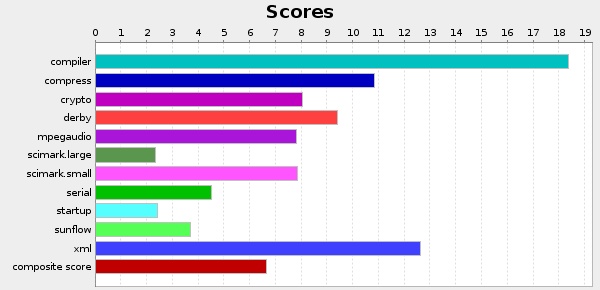 Scores
0 1 2 3 4 5 6 7 8 9 10 11 12 13 14 15 16 17 18 19
compiler
compress
crypto
derby
mpegaudio
scimark.large
scimark.small
serial
startup
sunflow
xml
composite score